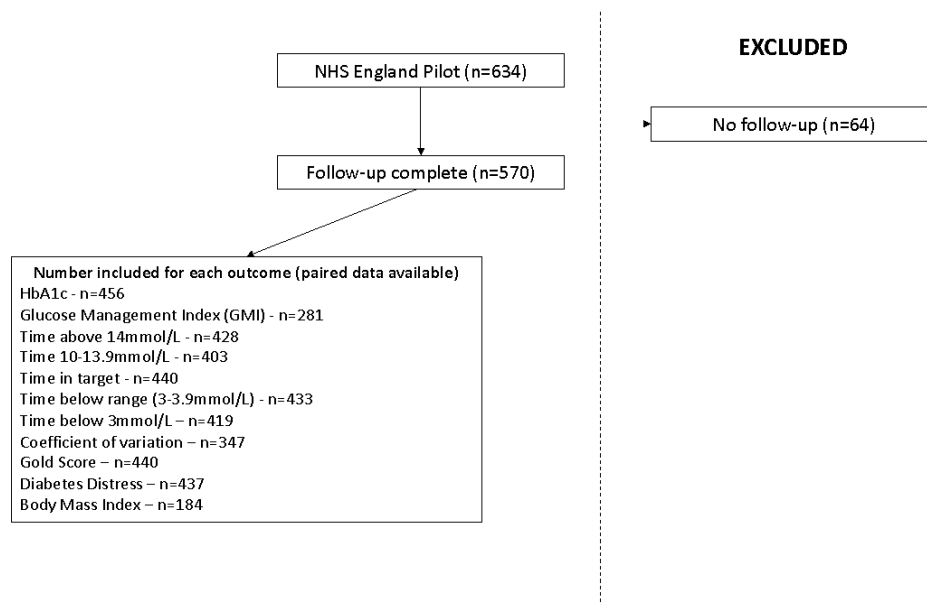 EXCLUDED
NHS England Pilot (n=634)
No follow-up (n=64)
Follow-up complete (n=570)
Number included for each outcome (paired data available)
HbA1c - n=456
Glucose Management Index (GMI) - n=281
Time above 14mmol/L - n=428
Time 10-13.9mmol/L - n=403
Time in target - n=440
Time below range (3-3.9mmol/L) - n=433
Time below 3mmol/L – n=419
Coefficient of variation – n=347
Gold Score – n=440
Diabetes Distress – n=437
Body Mass Index – n=184